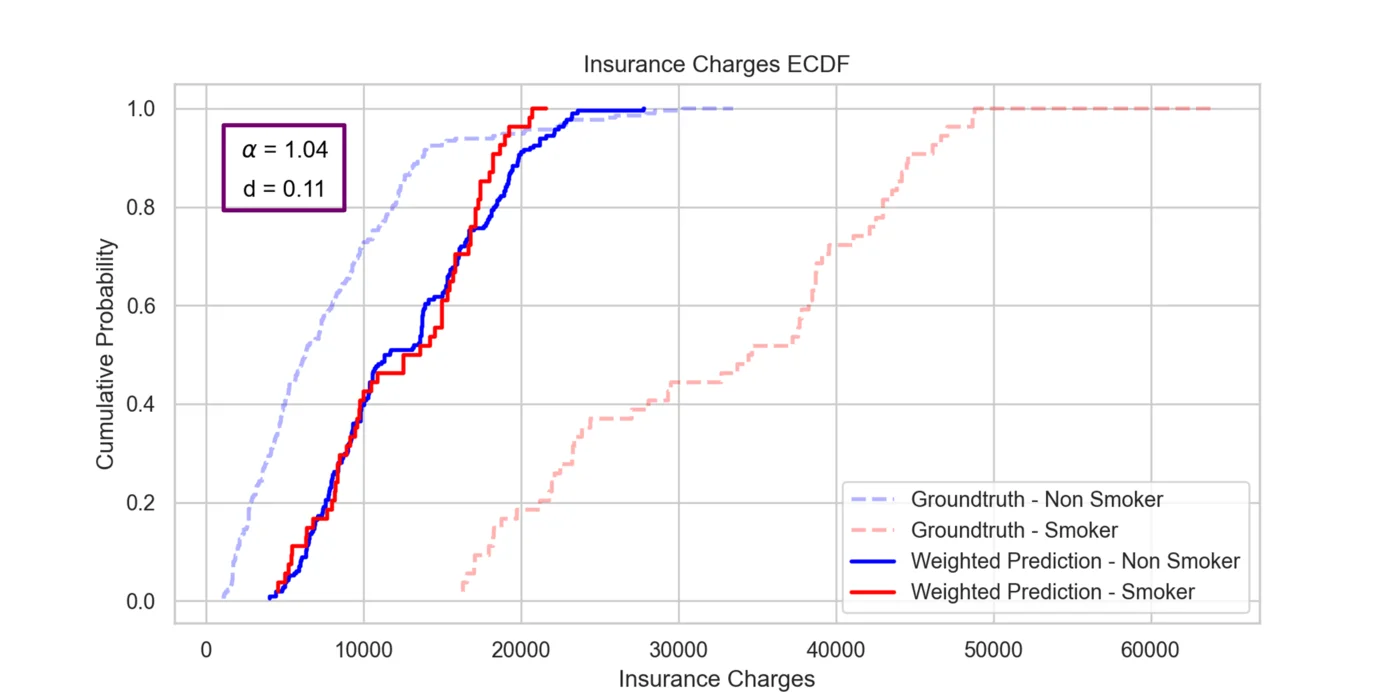 Insurance Charges ECDF
1.0
α = 1.04
d = 0.11
0.8
Cumulative Probability
0.6
0.4
0.2
0.0
Groundtruth - Non Smoker
Groundtruth - Smoker
Weighted Prediction - Non Smoker
Weighted Prediction - Smoker
0 10000 20000 30000 40000 50000 60000
Insurance Charges